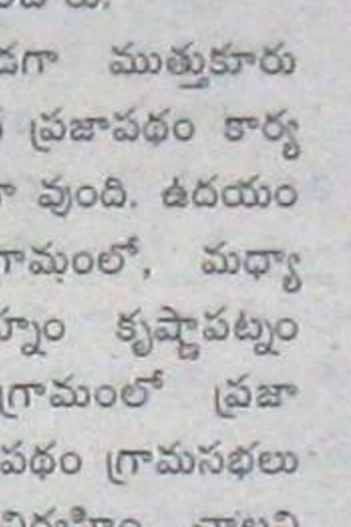 డగా ముత్తుకూరు
ప్రజాపథం కార్య
వుంది. ఉదయం
గ్రామంలో, మధ్యా
హ్నం కృష్ణాపట్నం
గ్రామంలో ప్రజా
పథం గ్రామసభలు